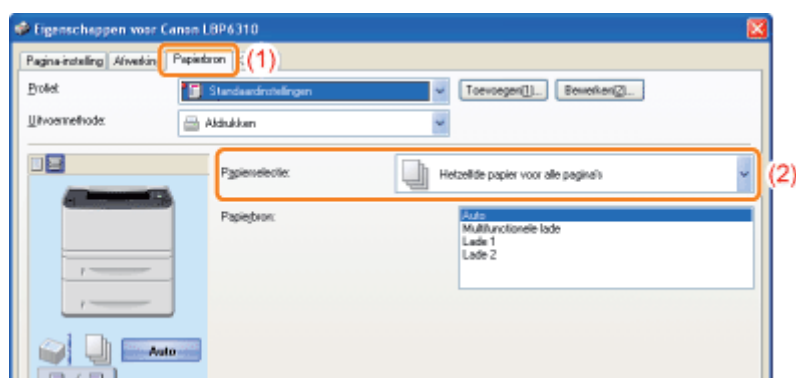 Eigenschappen voor Canon LBP6310
Pagina-instelling Afwerking Papierbron (1)
Profiel: Standaardinstellingen Toevoegen(1)... Bewerken(2)...
Uitvoermethode: Afdrukken
Papierselectie: Hetzelfde papier voor alle pagina's (2)
Papierbron: Auto
Multifunctionele lade
Lade 1
Lade 2
Auto